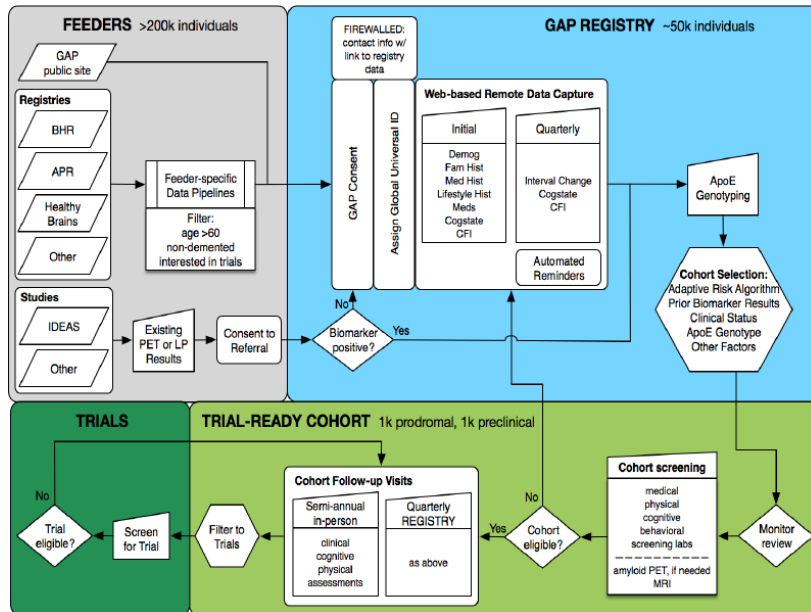 FEEDERS >200k individuals
GAP
public site
Registries
BHR
APR
Healthy
Brains
Other
Feeder-specific
Data Pipelines
Filter:
age >60
non-demented
interested in trials
Studies
IDEAS
Other
Existing
PET or LP
Results
Consent to
Referral
GAP REGISTRY ~50k individuals
FIREWALLED:
contact info w/
link to registry
data
GAP Consent
Assign Global Universal ID
Web-based Remote Data Capture
Initial
Demog
Fam Hist
Med Hist
Lifestyle Hist
Meds
Cogstate
CFI
Quarterly
Interval Change
Cogstate
CFI
Automated
Reminders
No
Biomarker
positive?
Yes
ApoE
Genotyping
Cohort Selection:
Adaptive Risk Algorithm
Prior Biomarker Results
Clinical Status
ApoE Genotype
Other Factors
TRIALS
No
Trial
eligible?
Screen
for Trial
TRIAL-READY COHORT 1k prodromal, 1k preclinical
Filter to
Trials
Cohort Follow-up Visits
Semi-annual
in-person
clinical
cognitive
physical
assessments
Quarterly
REGISTRY
as above
Yes
No
Cohort
eligible?
Cohort screening
medical
physical
cognitive
behavioral
screening labs
amyloid PET, if needed
MRI
Monitor
review